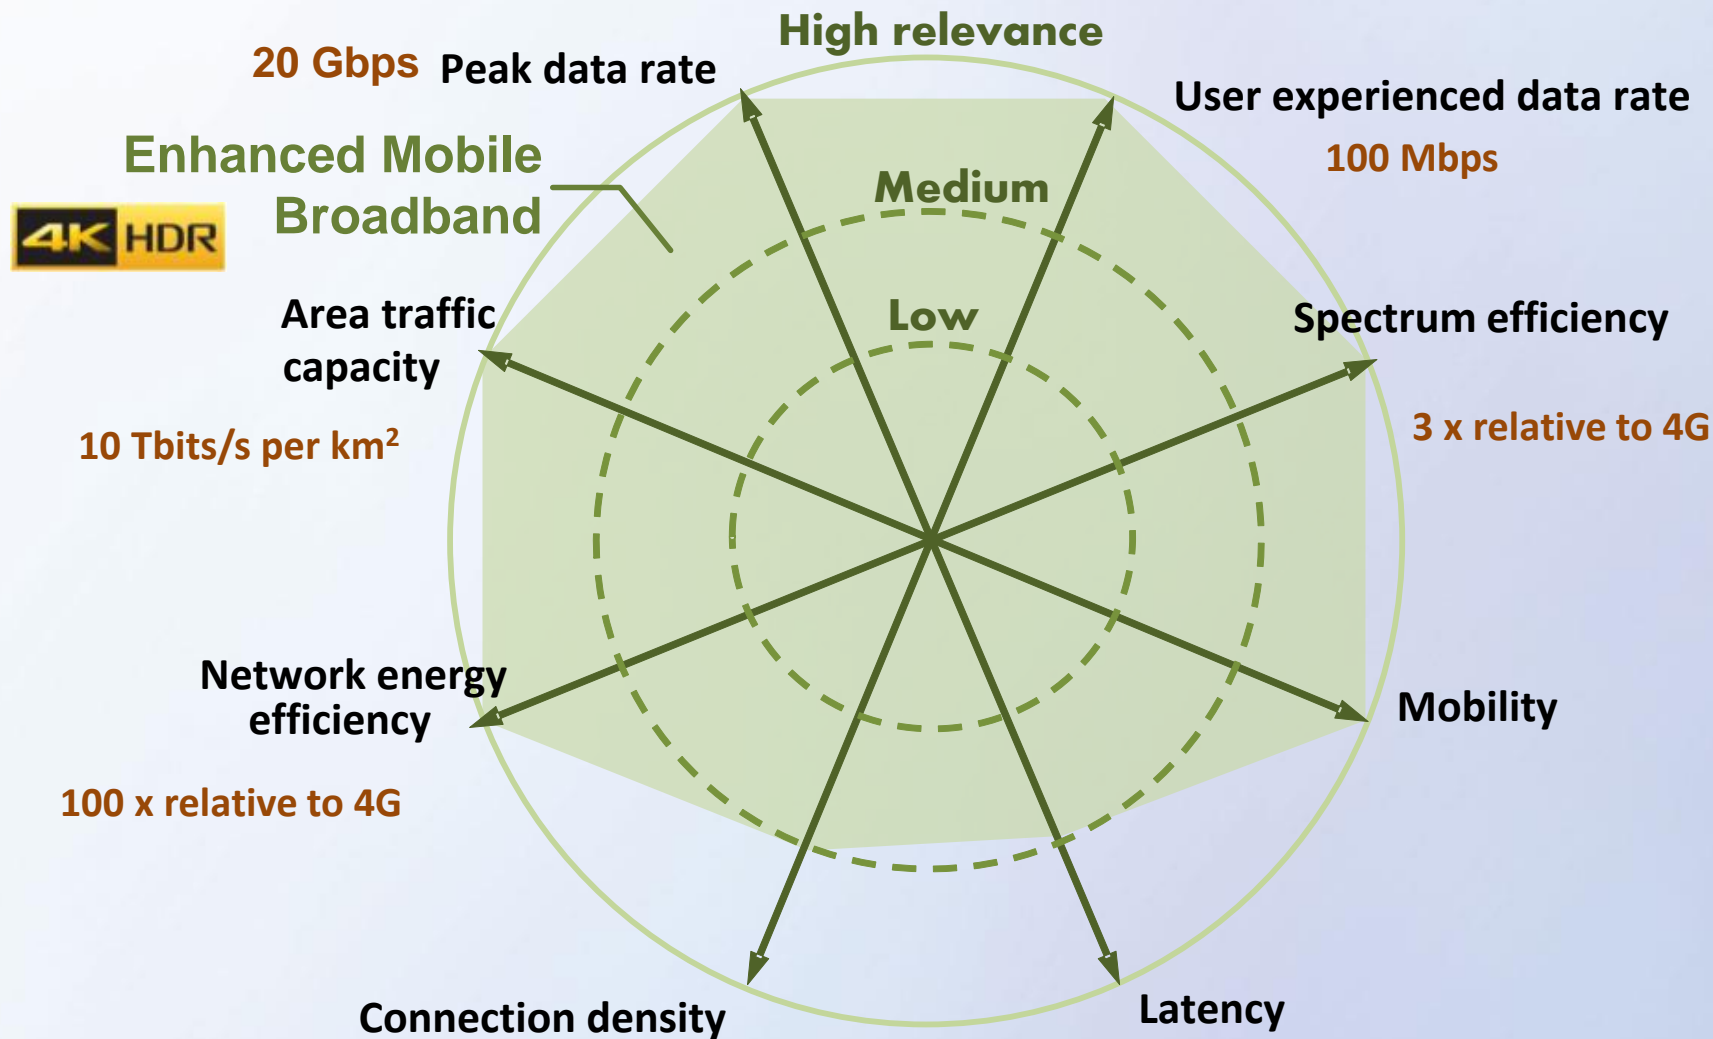 High relevance
20 Gbps Peak data rate
User experienced data rate
100 Mbps
Enhanced Mobile
Broadband
Medium
4K HDR
Area traffic
capacity
Low
Spectrum efficiency
10 Tbits/s per km²
3 x relative to 4G
Network energy
efficiency
Mobility
100 x relative to 4G
Connection density
Latency